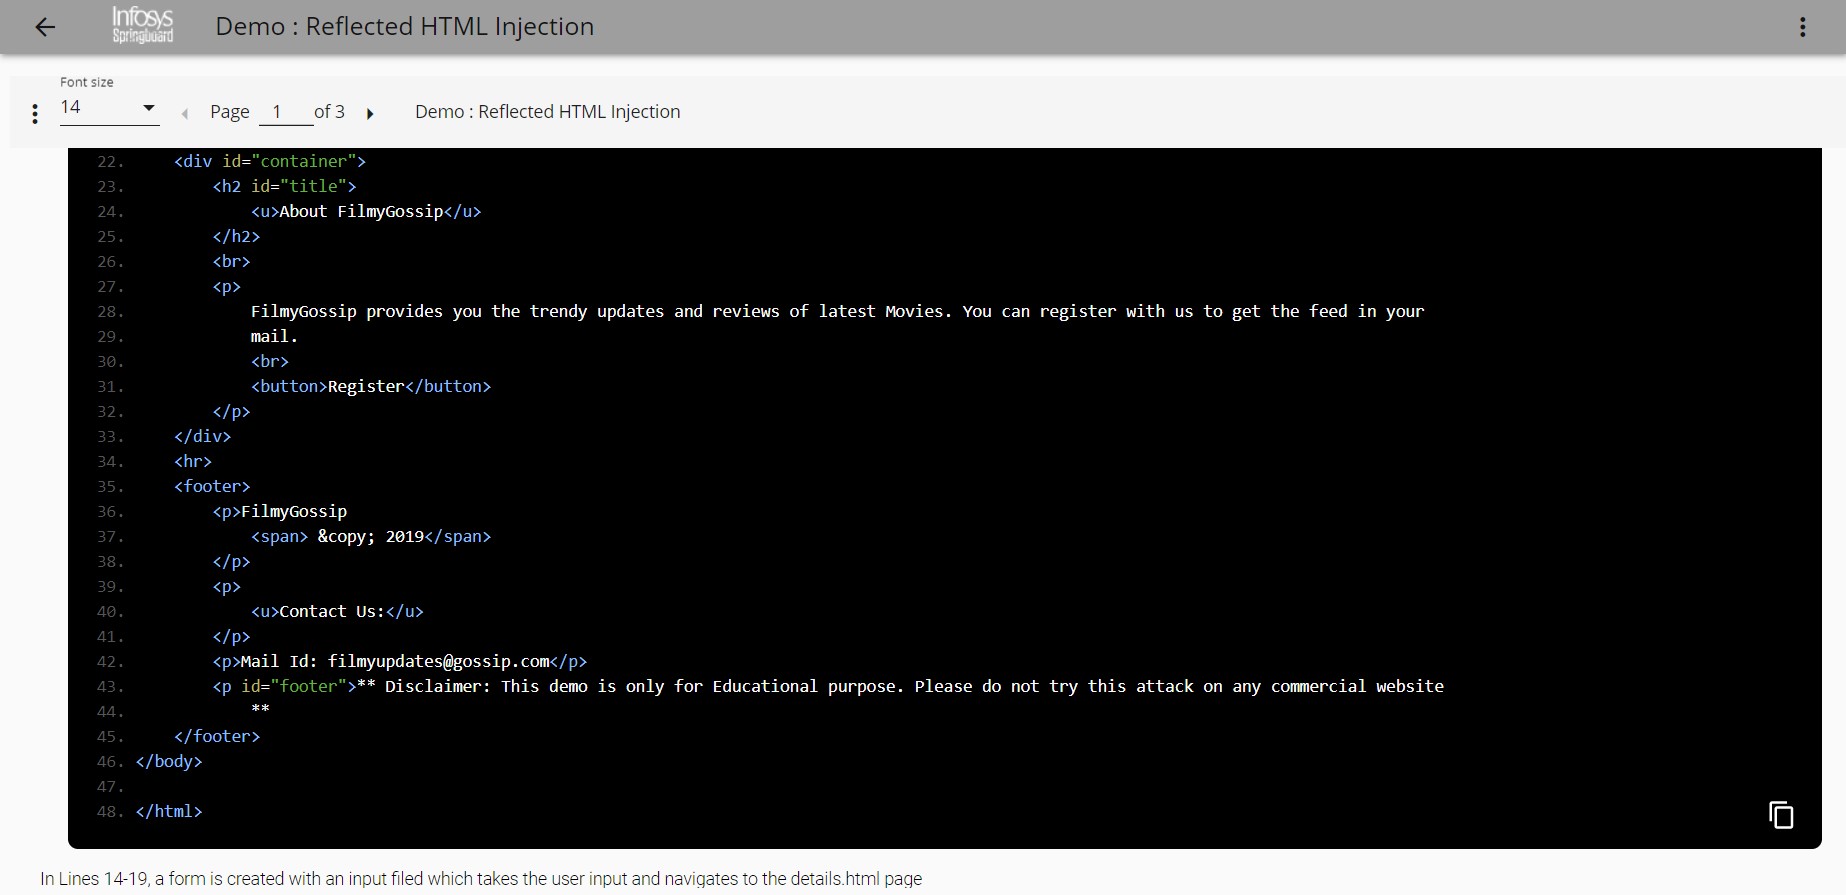 Infosys
Springboard
Demo : Reflected HTML Injection
Font size
14
Page 1 of 3
Demo : Reflected HTML Injection
22. <div id="container">
23. <h2 id="title">
24. <u>About FilmyGossip</u>
25. </h2>
26. <br>
27. <p>
28. FilmyGossip provides you the trendy updates and reviews of latest Movies. You can register with us to get the feed in your
29. mail.
30. <br>
31. <button>Register</button>
32. </p>
33. </div>
34. <hr>
35. <footer>
36. <p>FilmyGossip
37. <span> &copy; 2019</span>
38. </p>
39. <p>
40. <u>Contact Us:</u>
41. </p>
42. <p>Mail Id: filmyupdates@gossip.com</p>
43. <p id="footer">** Disclaimer: This demo is only for Educational purpose. Please do not try this attack on any commercial website
44. **
45. </footer>
46. </body>
47.
48. </html>
In Lines 14-19, a form is created with an input filed which takes the user input and navigates to the details.html page